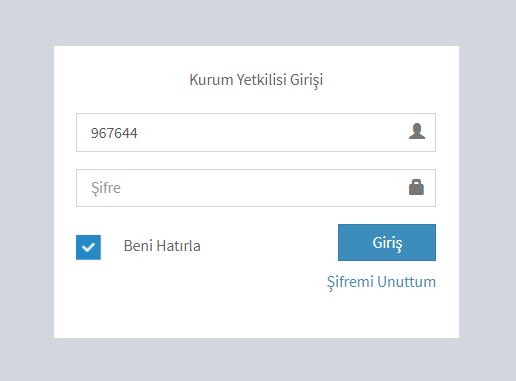 Kurum Yetkilisi Girişi
967644
Şifre
Beni Hatırla
Giriş
Şifremi Unuttum